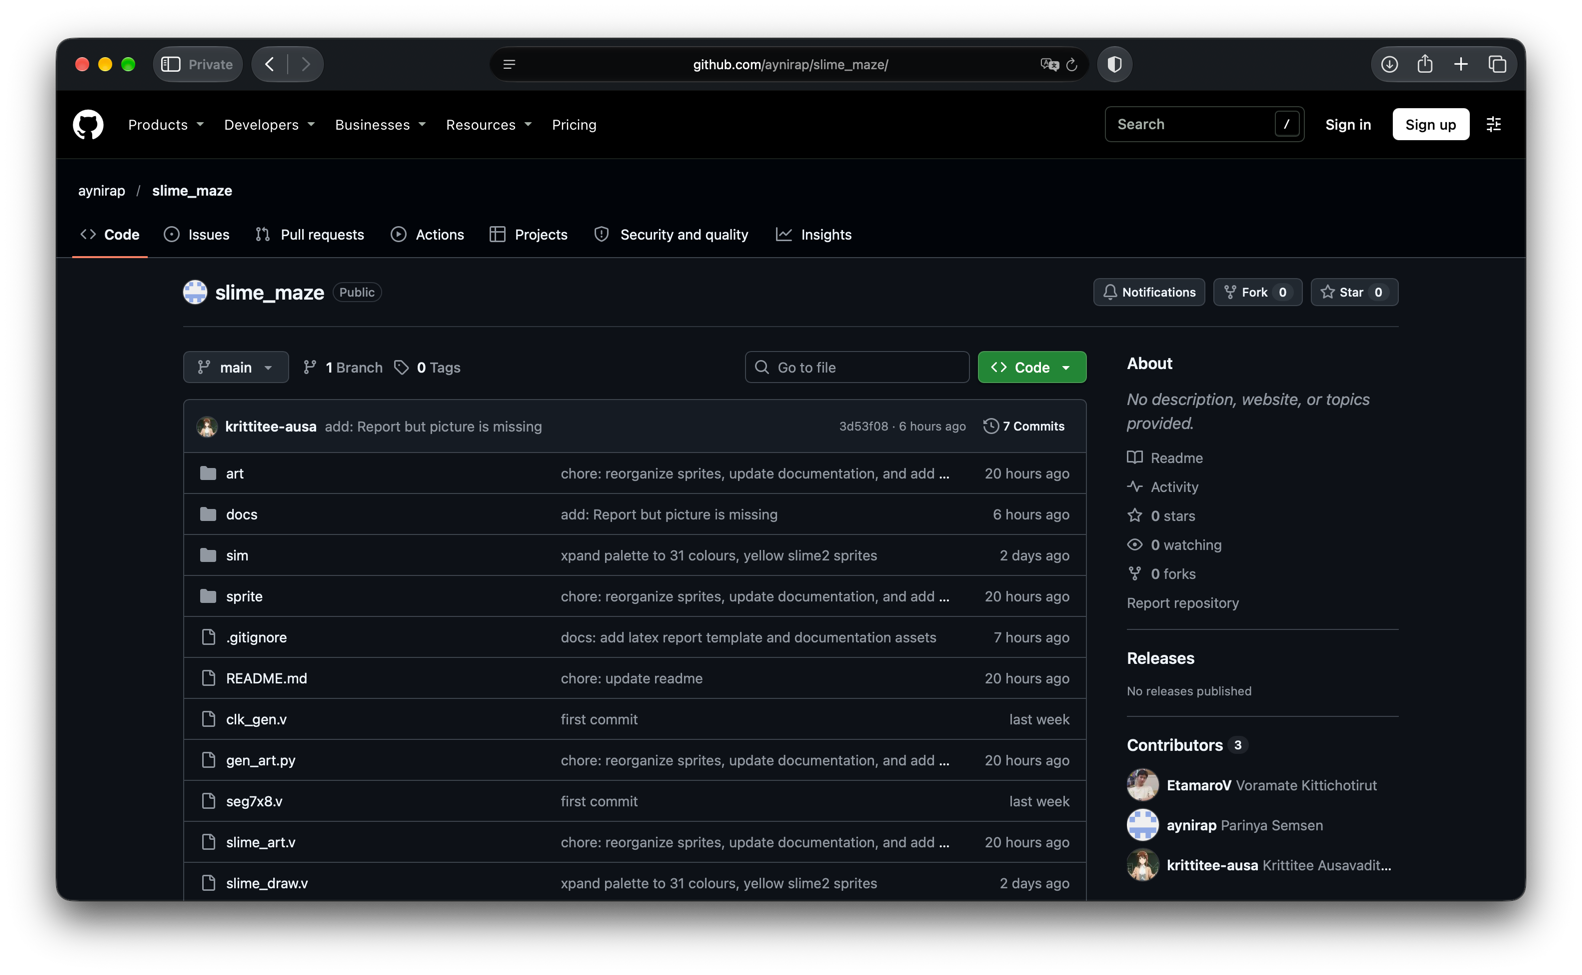 Private
github.com/aynirap/slime_maze/
Products Developers Businesses Resources Pricing
Search /
Sign in
Sign up
aynirap / slime_maze
Code Issues Pull requests Actions Projects Security and quality Insights
slime_maze Public
Notifications Fork 0 Star 0
main 1 Branch 0 Tags
Go to file
Code
krittitee-ausa add: Report but picture is missing 3d53f08 · 6 hours ago 7 Commits
art chore: reorganize sprites, update documentation, and add ... 20 hours ago
docs add: Report but picture is missing 6 hours ago
sim xpand palette to 31 colours, yellow slime2 sprites 2 days ago
sprite chore: reorganize sprites, update documentation, and add ... 20 hours ago
.gitignore docs: add latex report template and documentation assets 7 hours ago
README.md chore: update readme 20 hours ago
clk_gen.v first commit last week
gen_art.py chore: reorganize sprites, update documentation, and add ... 20 hours ago
seg7x8.v first commit last week
slime_art.v chore: reorganize sprites, update documentation, and add ... 20 hours ago
slime_draw.v xpand palette to 31 colours, yellow slime2 sprites 2 days ago
About
No description, website, or topics
provided.
Readme
Activity
0 stars
0 watching
0 forks
Report repository
Releases
No releases published
Contributors 3
EtamaroV Voramate Kittichotirut
aynirap Parinya Semsen
krittitee-ausa Krittitee Ausavadit...